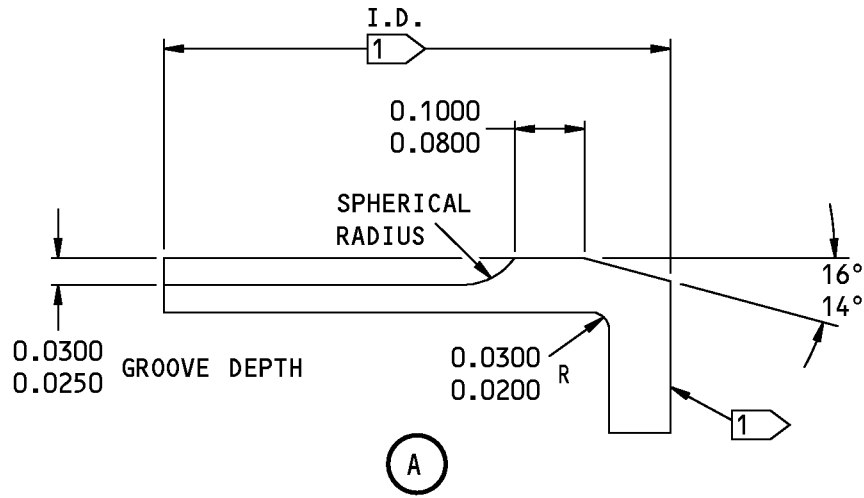 I.D.
1
0.1000
0.0800
SPHERICAL
RADIUS
16°
14°
0.0300
0.0250
GROOVE DEPTH
0.0300
0.0200
R
1
A